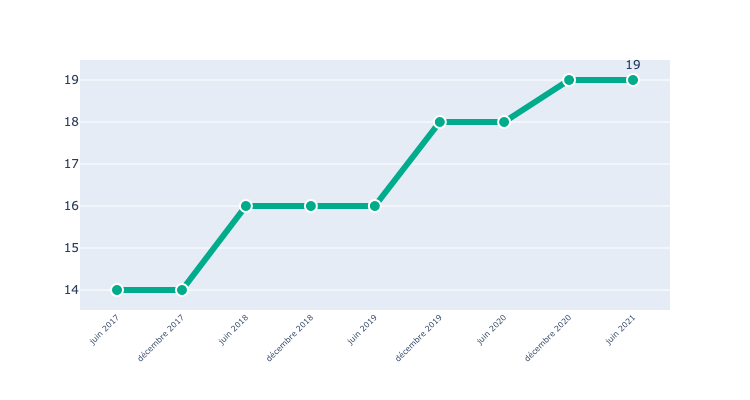 19
19
18
17
16
15
14
juin 2017
décembre 2017
juin 2018
décembre 2018
juin 2019
décembre 2019
juin 2020
décembre 2020
juin 2021